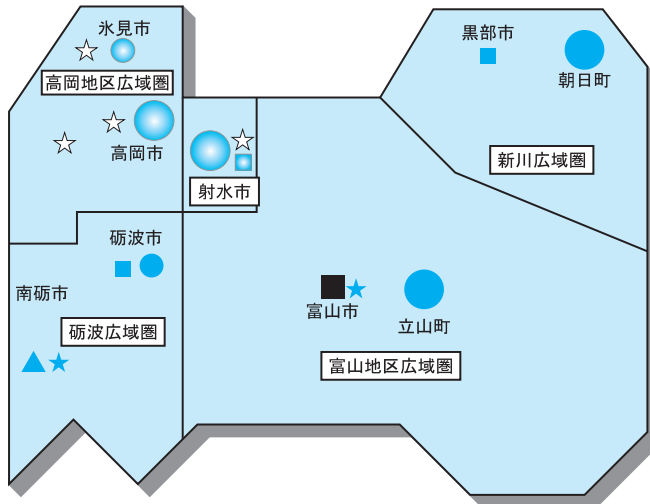 氷見市
高岡地区広域圏
高岡市
射水市
黒部市
朝日町
新川広域圏
砺波市
南砺市
砺波広域圏
富山市
立山町
富山地区広域圏